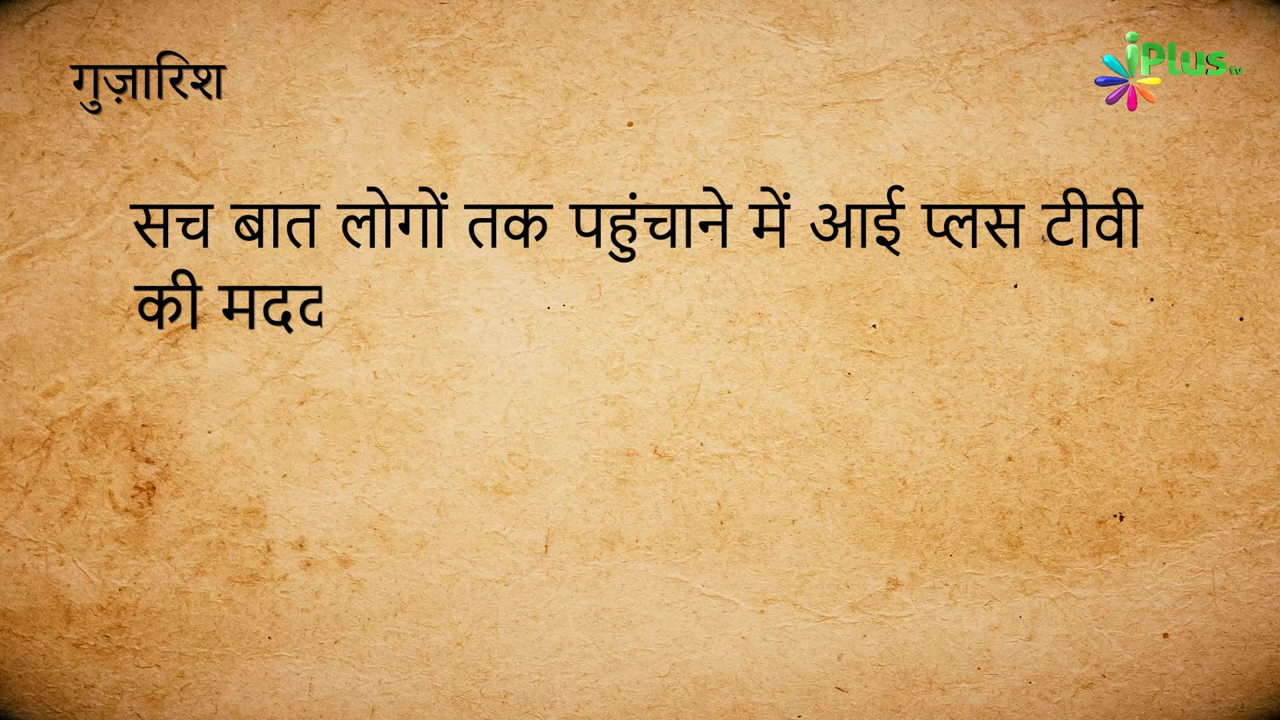 गुज़ारिश
iPlus tv
सच बात लोगों तक पहुंचाने में आई प्लस टीवी
की मदद